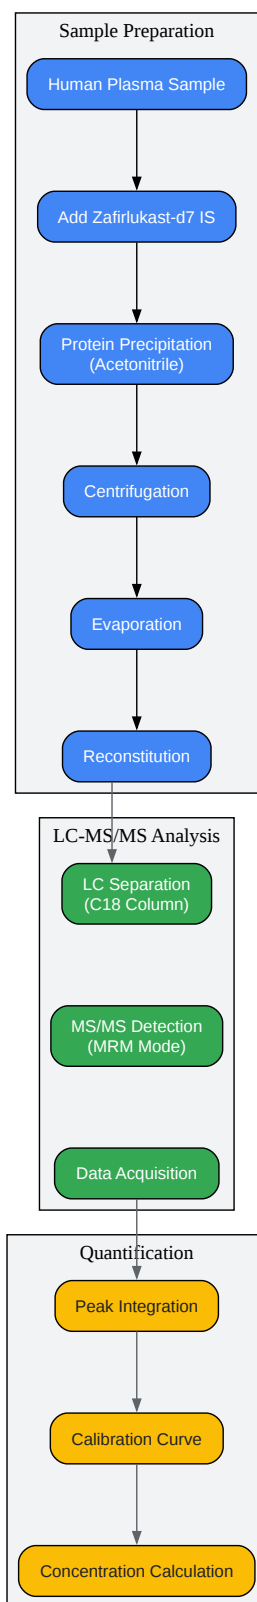 Sample Preparation
Human Plasma Sample
Add Zafirlukast-d7 IS
Protein Precipitation
(Acetonitrile)
Centrifugation
Evaporation
Reconstitution
LC-MS/MS Analysis
LC Separation
(C18 Column)
MS/MS Detection
(MRM Mode)
Data Acquisition
Quantification
Peak Integration
Calibration Curve
Concentration Calculation